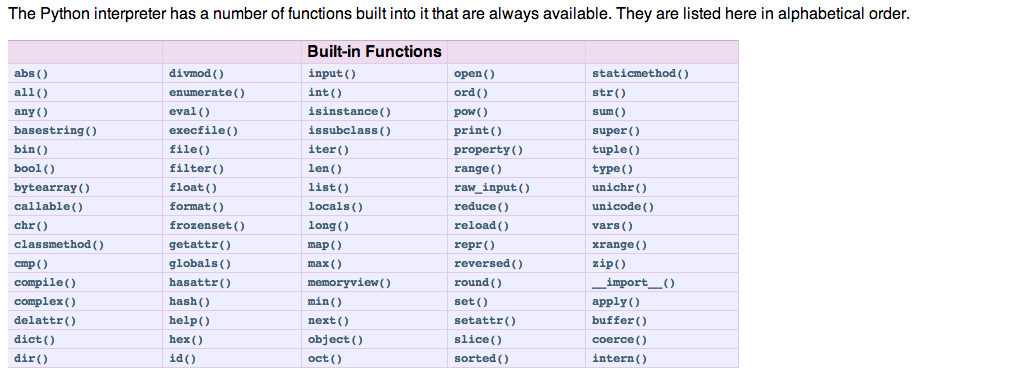 The Python interpreter has a number of functions built into it that are always available. They are listed here in alphabetical order.
Built-in Functions
abs() divmod() input() open() staticmethod()
all() enumerate() int() ord() str()
any() eval() isinstance() pow() sum()
basestring() execfile() issubclass() print() super()
bin() file() iter() property() tuple()
bool() filter() len() range() type()
bytearray() float() list() raw_input() unichr()
callable() format() locals() reduce() unicode()
chr() frozenset() long() reload() vars()
classmethod() getattr() map() repr() xrange()
cmp() globals() max() reversed() zip()
compile() hasattr() memoryview() round() __import__()
complex() hash() min() set() apply()
delattr() help() next() setattr() buffer()
dict() hex() object() slice() coerce()
dir() id() oct() sorted() intern()